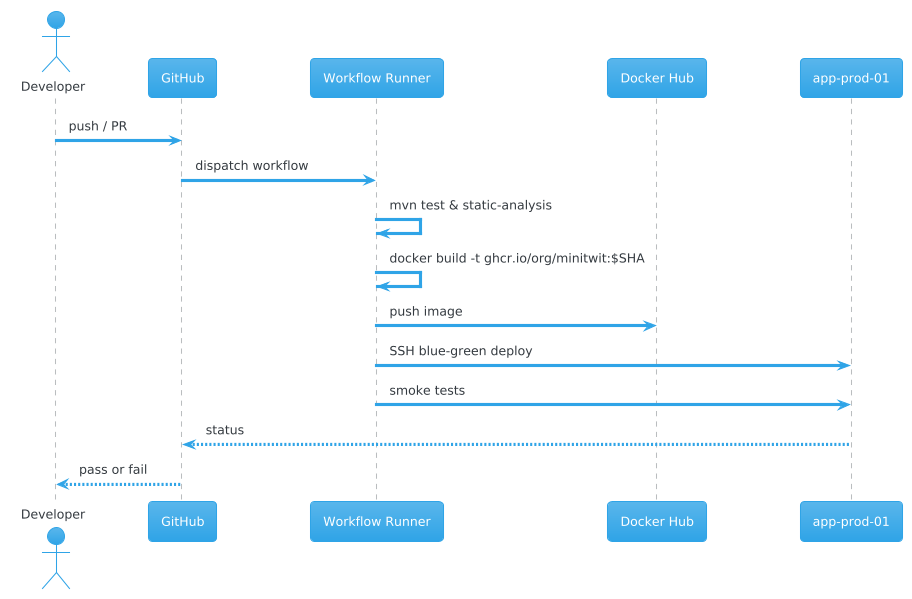 Developer
GitHub
Workflow Runner
Docker Hub
app-prod-01
push / PR
dispatch workflow
mvn test & static-analysis
docker build -t ghcr.io/org/minitwit:$SHA
push image
SSH blue-green deploy
smoke tests
status
pass or fail
Developer
GitHub
Workflow Runner
Docker Hub
app-prod-01